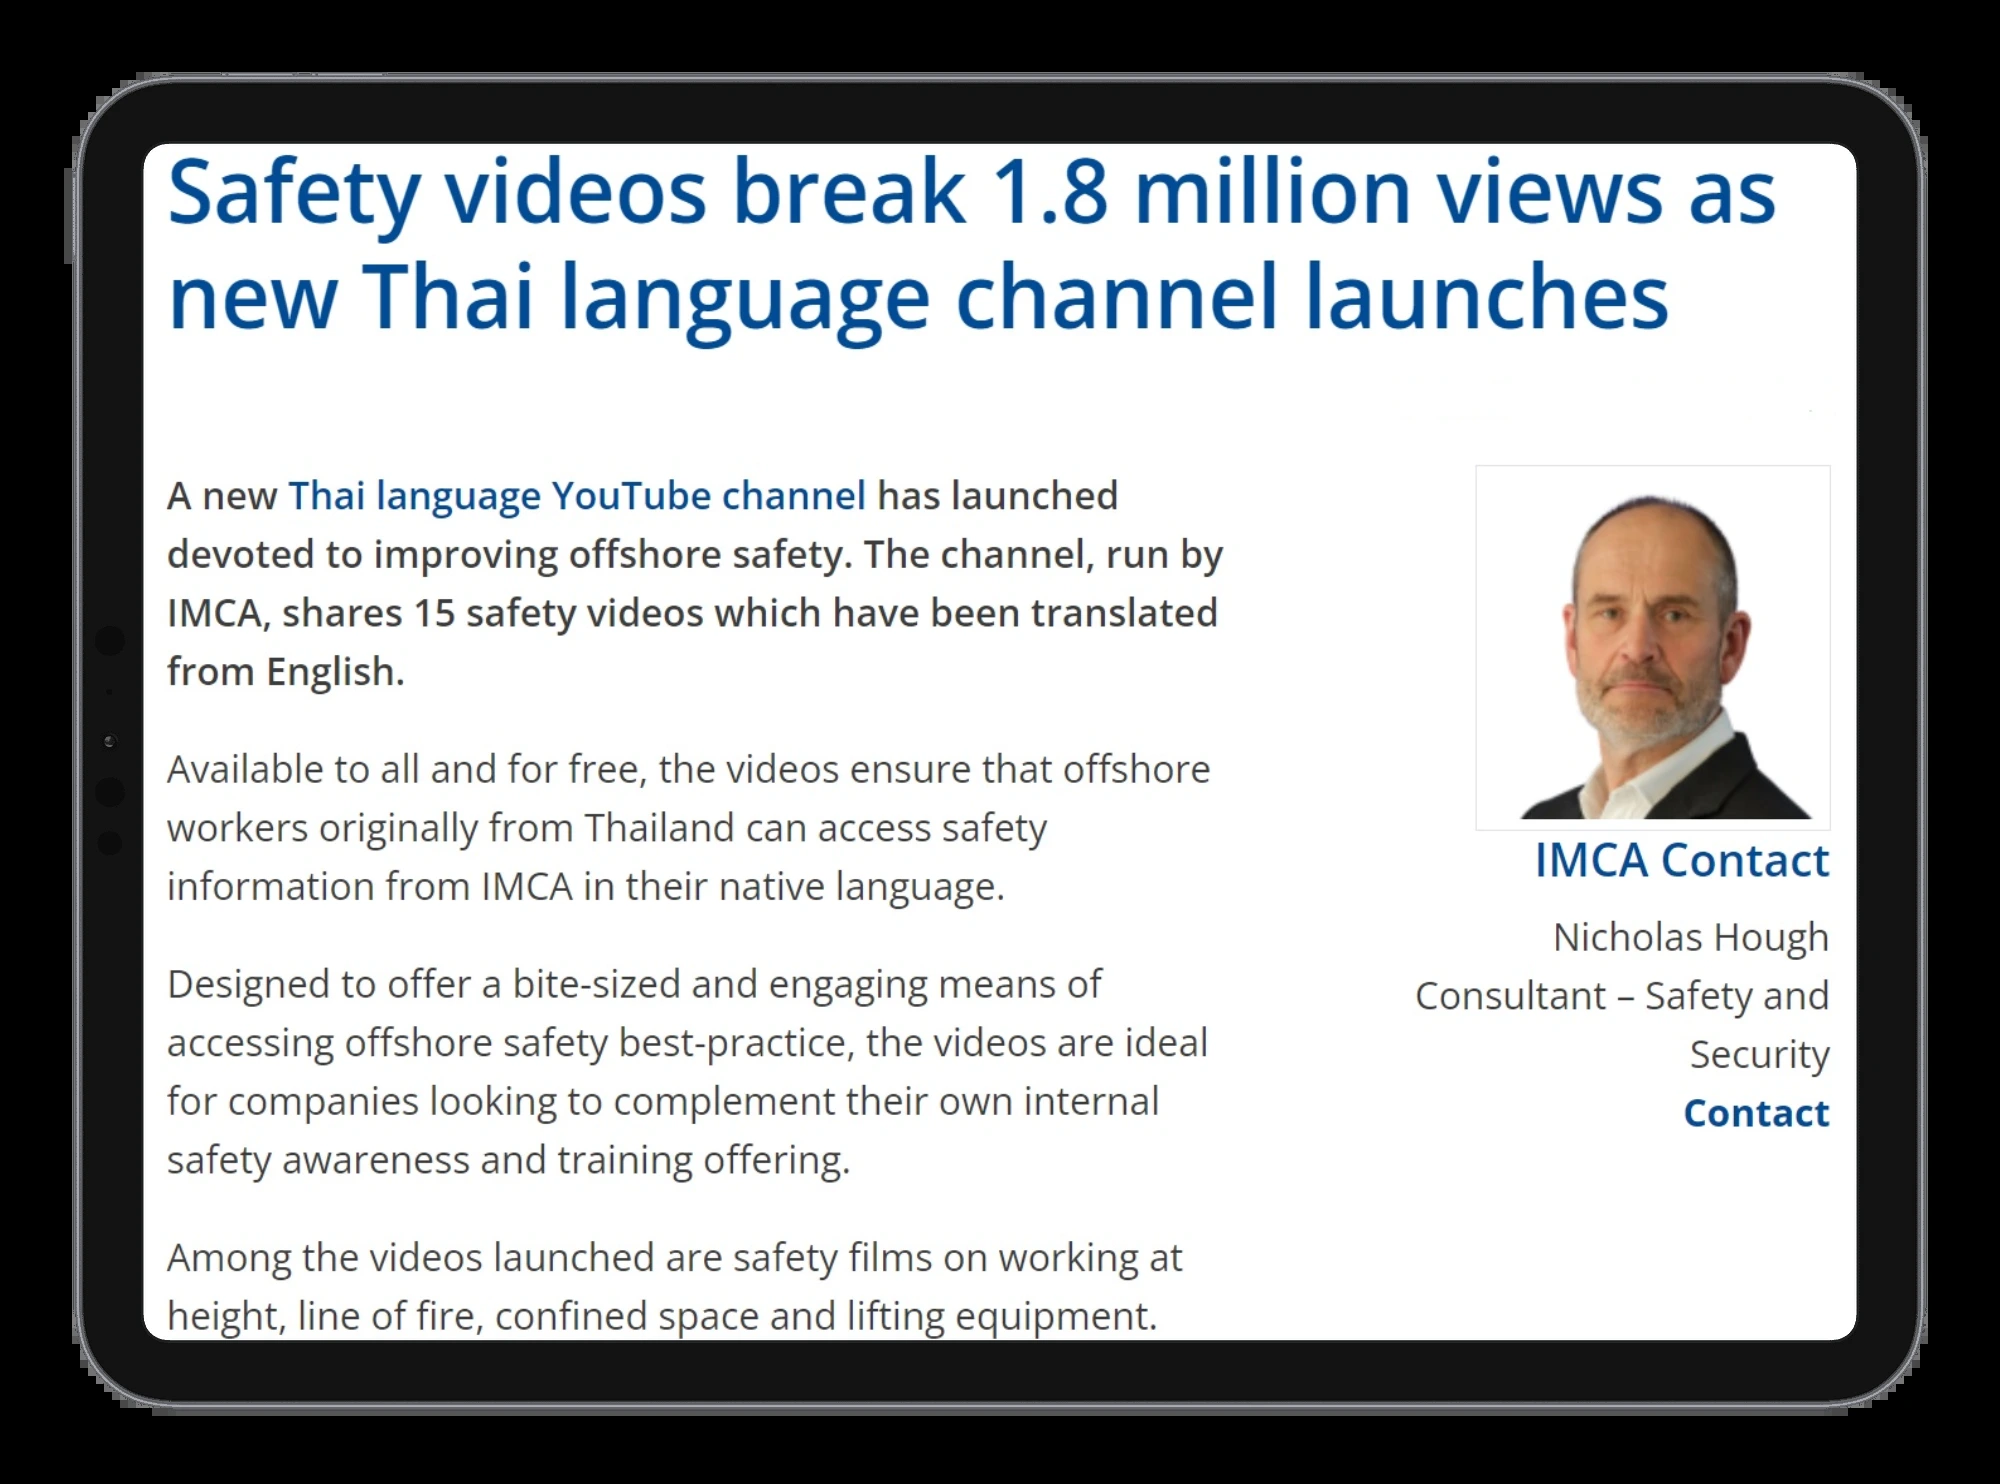 Safety videos break 1.8 million views as
new Thai language channel launches
A new Thai language YouTube channel has launched
devoted to improving offshore safety. The channel, run by
IMCA, shares 15 safety videos which have been translated
from English.
Available to all and for free, the videos ensure that offshore
workers originally from Thailand can access safety
information from IMCA in their native language.
Designed to offer a bite-sized and engaging means of
accessing offshore safety best-practice, the videos are ideal
for companies looking to complement their own internal
safety awareness and training offering.
Among the videos launched are safety films on working at
height, line of fire, confined space and lifting equipment.
IMCA Contact
Nicholas Hough
Consultant – Safety and
Security
Contact